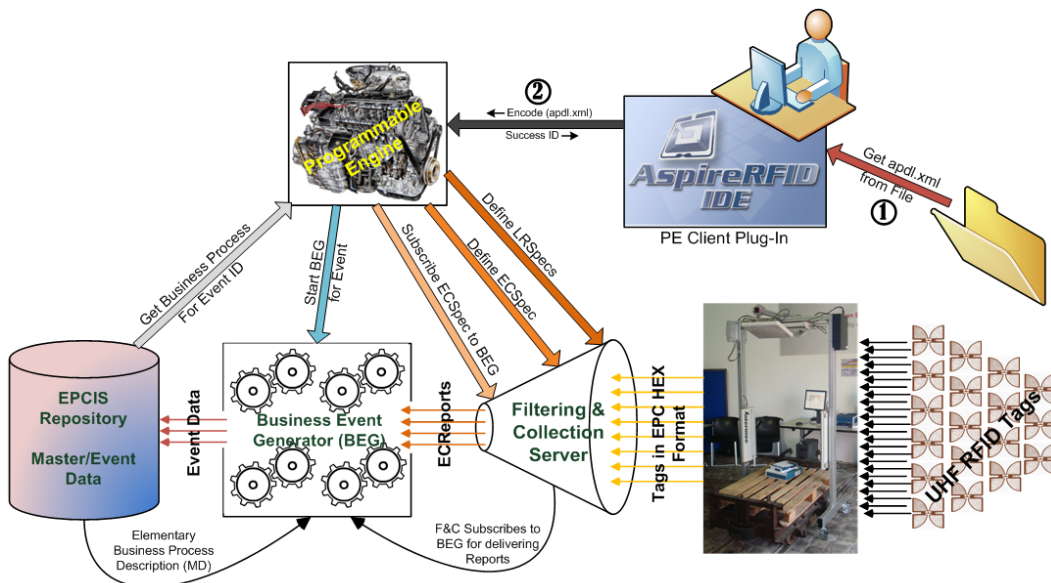 ②
Encode (apdl.xml)
Success ID
Programmable
Engine
AspireRFID
IDE
PE Client Plug-In
Get apdl.xml
from File
①
Get Business Process
For Event ID
Start BEG
for Event
Subscribe ECSpec to BEG
Define ECSpec
Define LRSpecs
EPCIS
Repository
Master/Event
Data
Event Data
Business Event
Generator (BEG)
ECReports
Filtering &
Collection
Server
Tags in EPC HEX
Format
UHF RFID Tags
Elementary
Business Process
Description (MD)
F&C Subscribes to
BEG for delivering
Reports